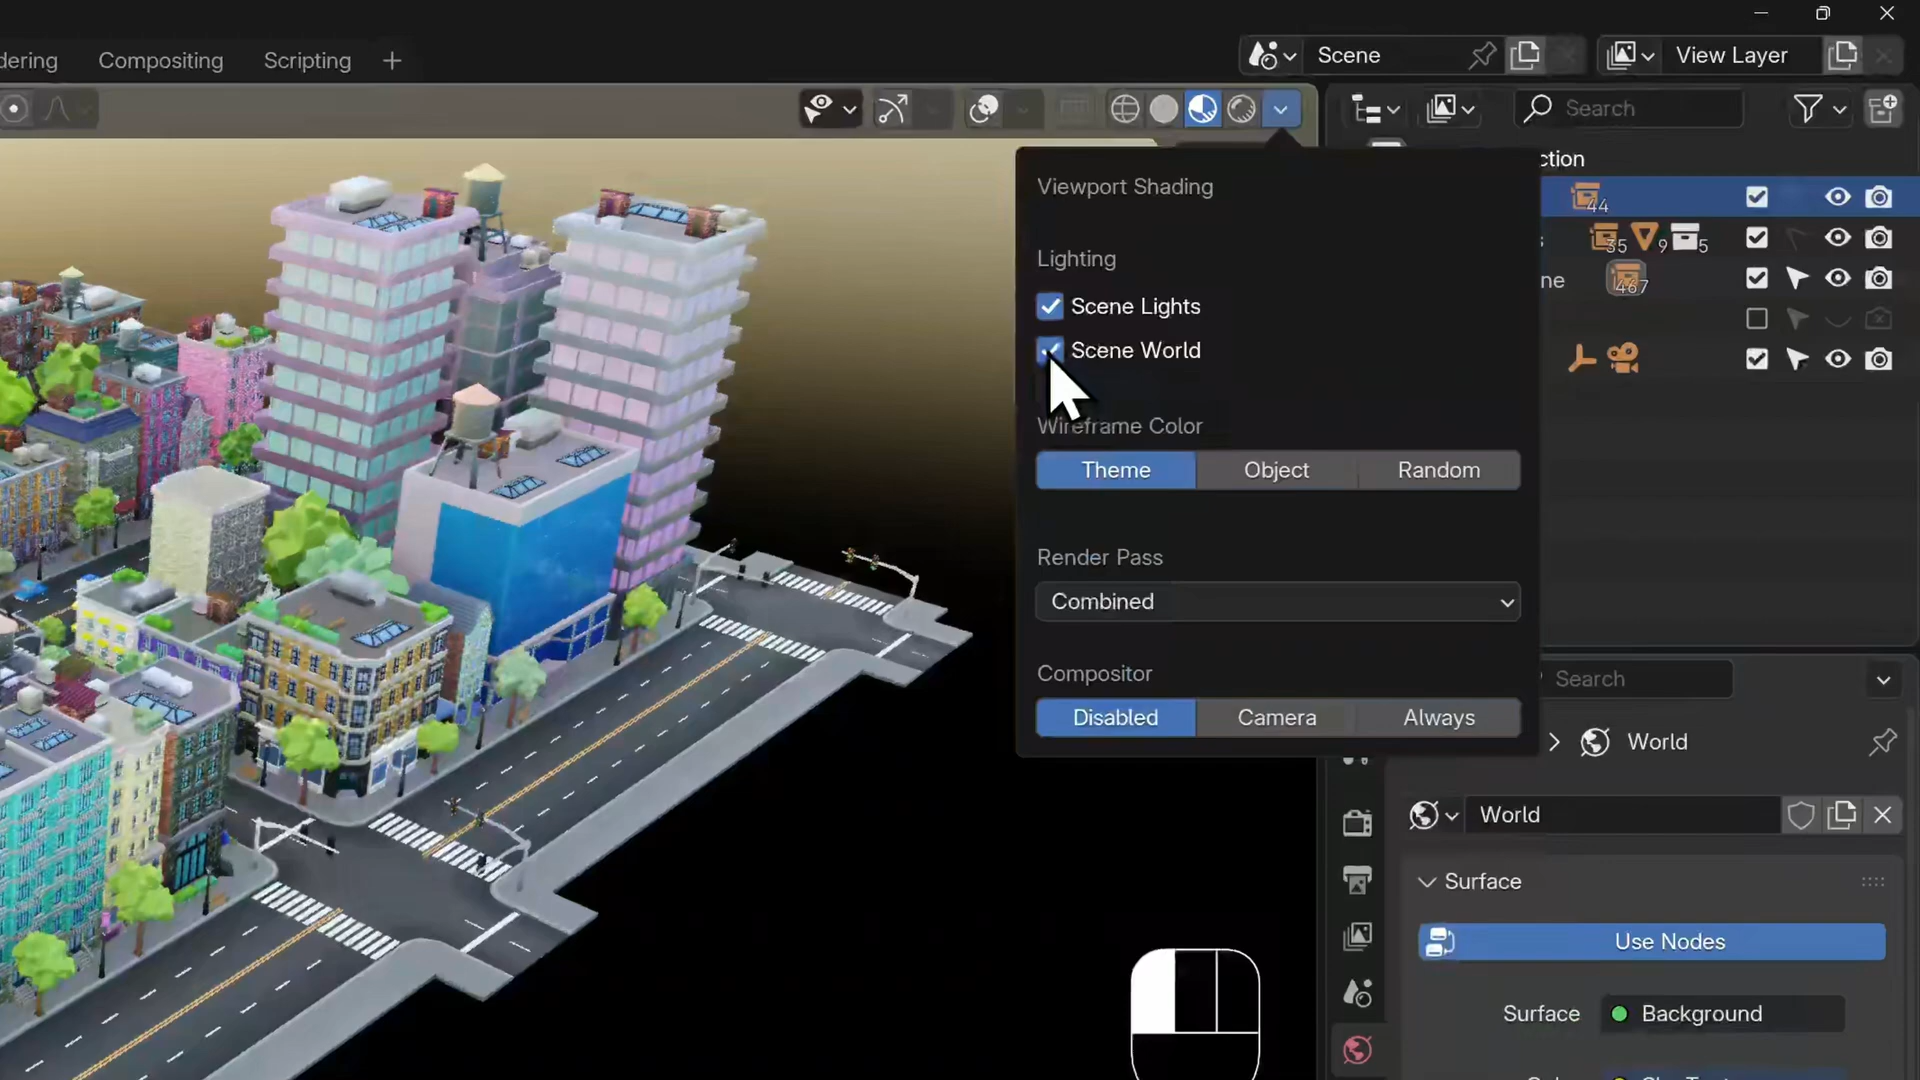 dering
Compositing
Scripting
Scene
View Layer
Search
ction
Viewport Shading
44
Lighting
s
35
9
5
Scene Lights
ne
467
Scene World
Wireframe Color
Theme
Object
Random
Render Pass
Combined
Compositor
Search
Disabled
Camera
Always
World
World
Surface
Use Nodes
Surface
Background